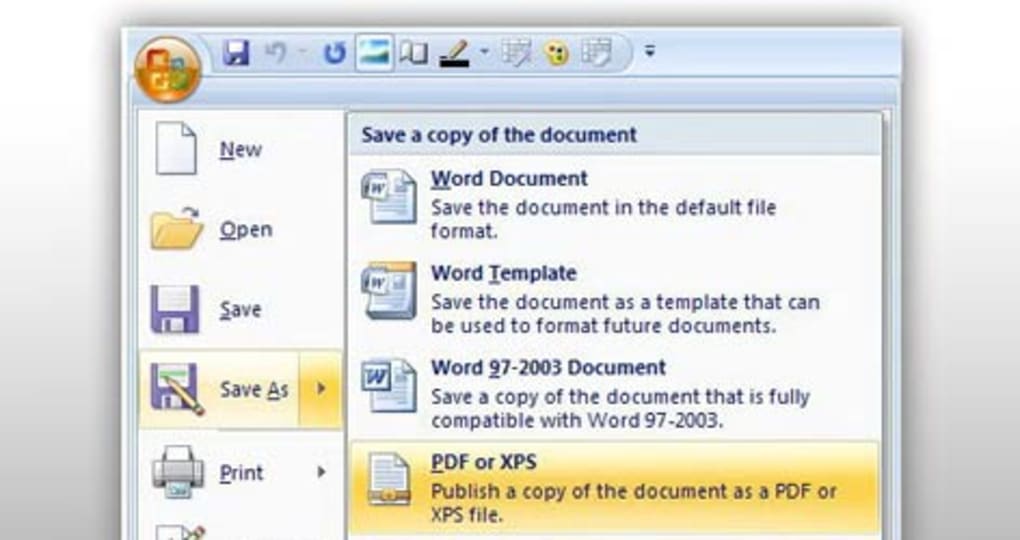 New
Open
Save
Save As
Print
Save a copy of the document
Word Document
Save the document in the default file
format.
Word Template
Save the document as a template that can
be used to format future documents.
Word 97-2003 Document
Save a copy of the document that is fully
compatible with Word 97-2003.
PDF or XPS
Publish a copy of the document as a PDF or
XPS file.